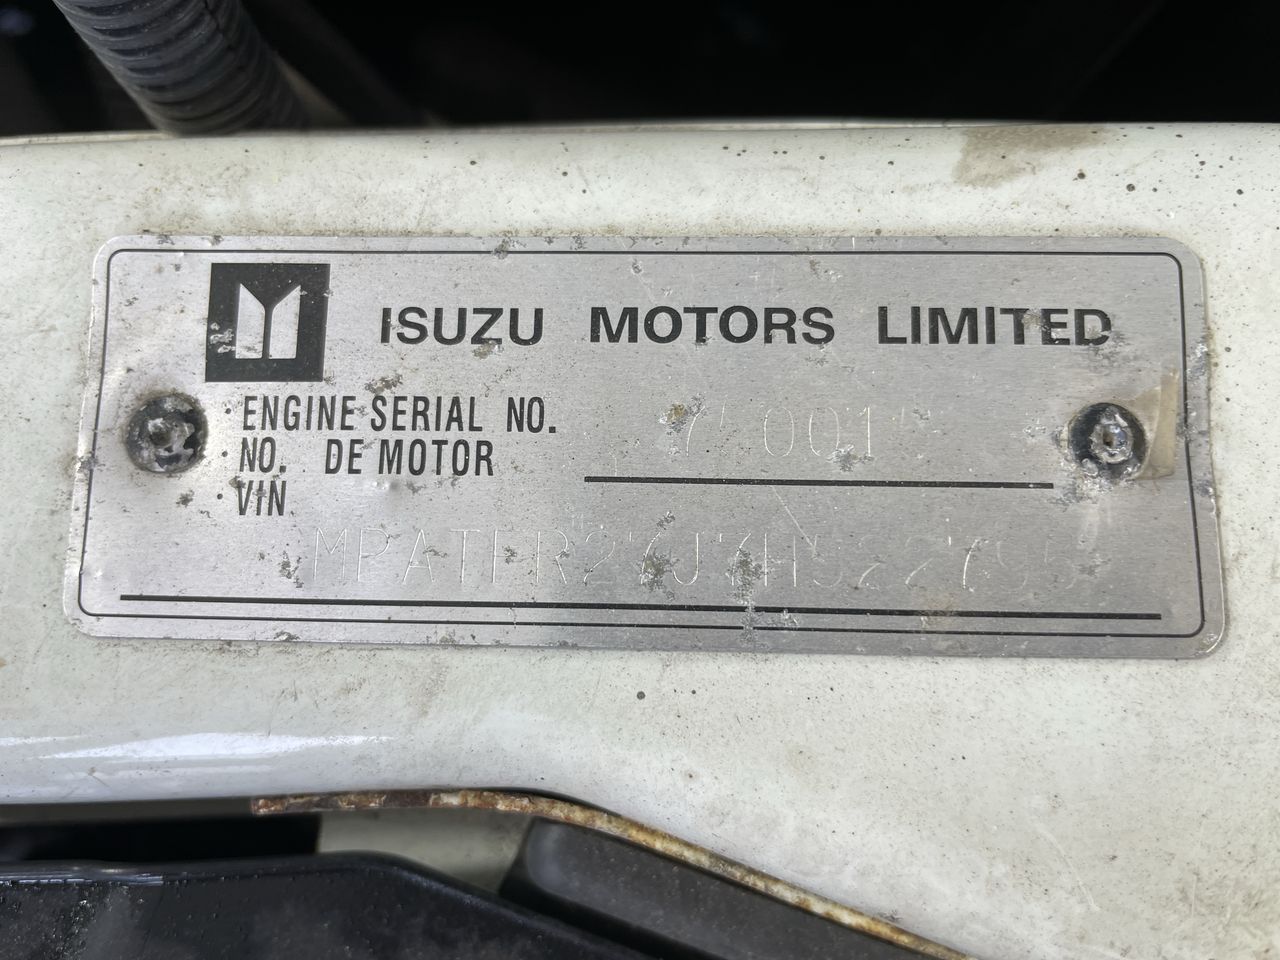 ISUZU MOTORS LIMITED
ENGINE SERIAL NO.
NO. DE MOTOR
VIN